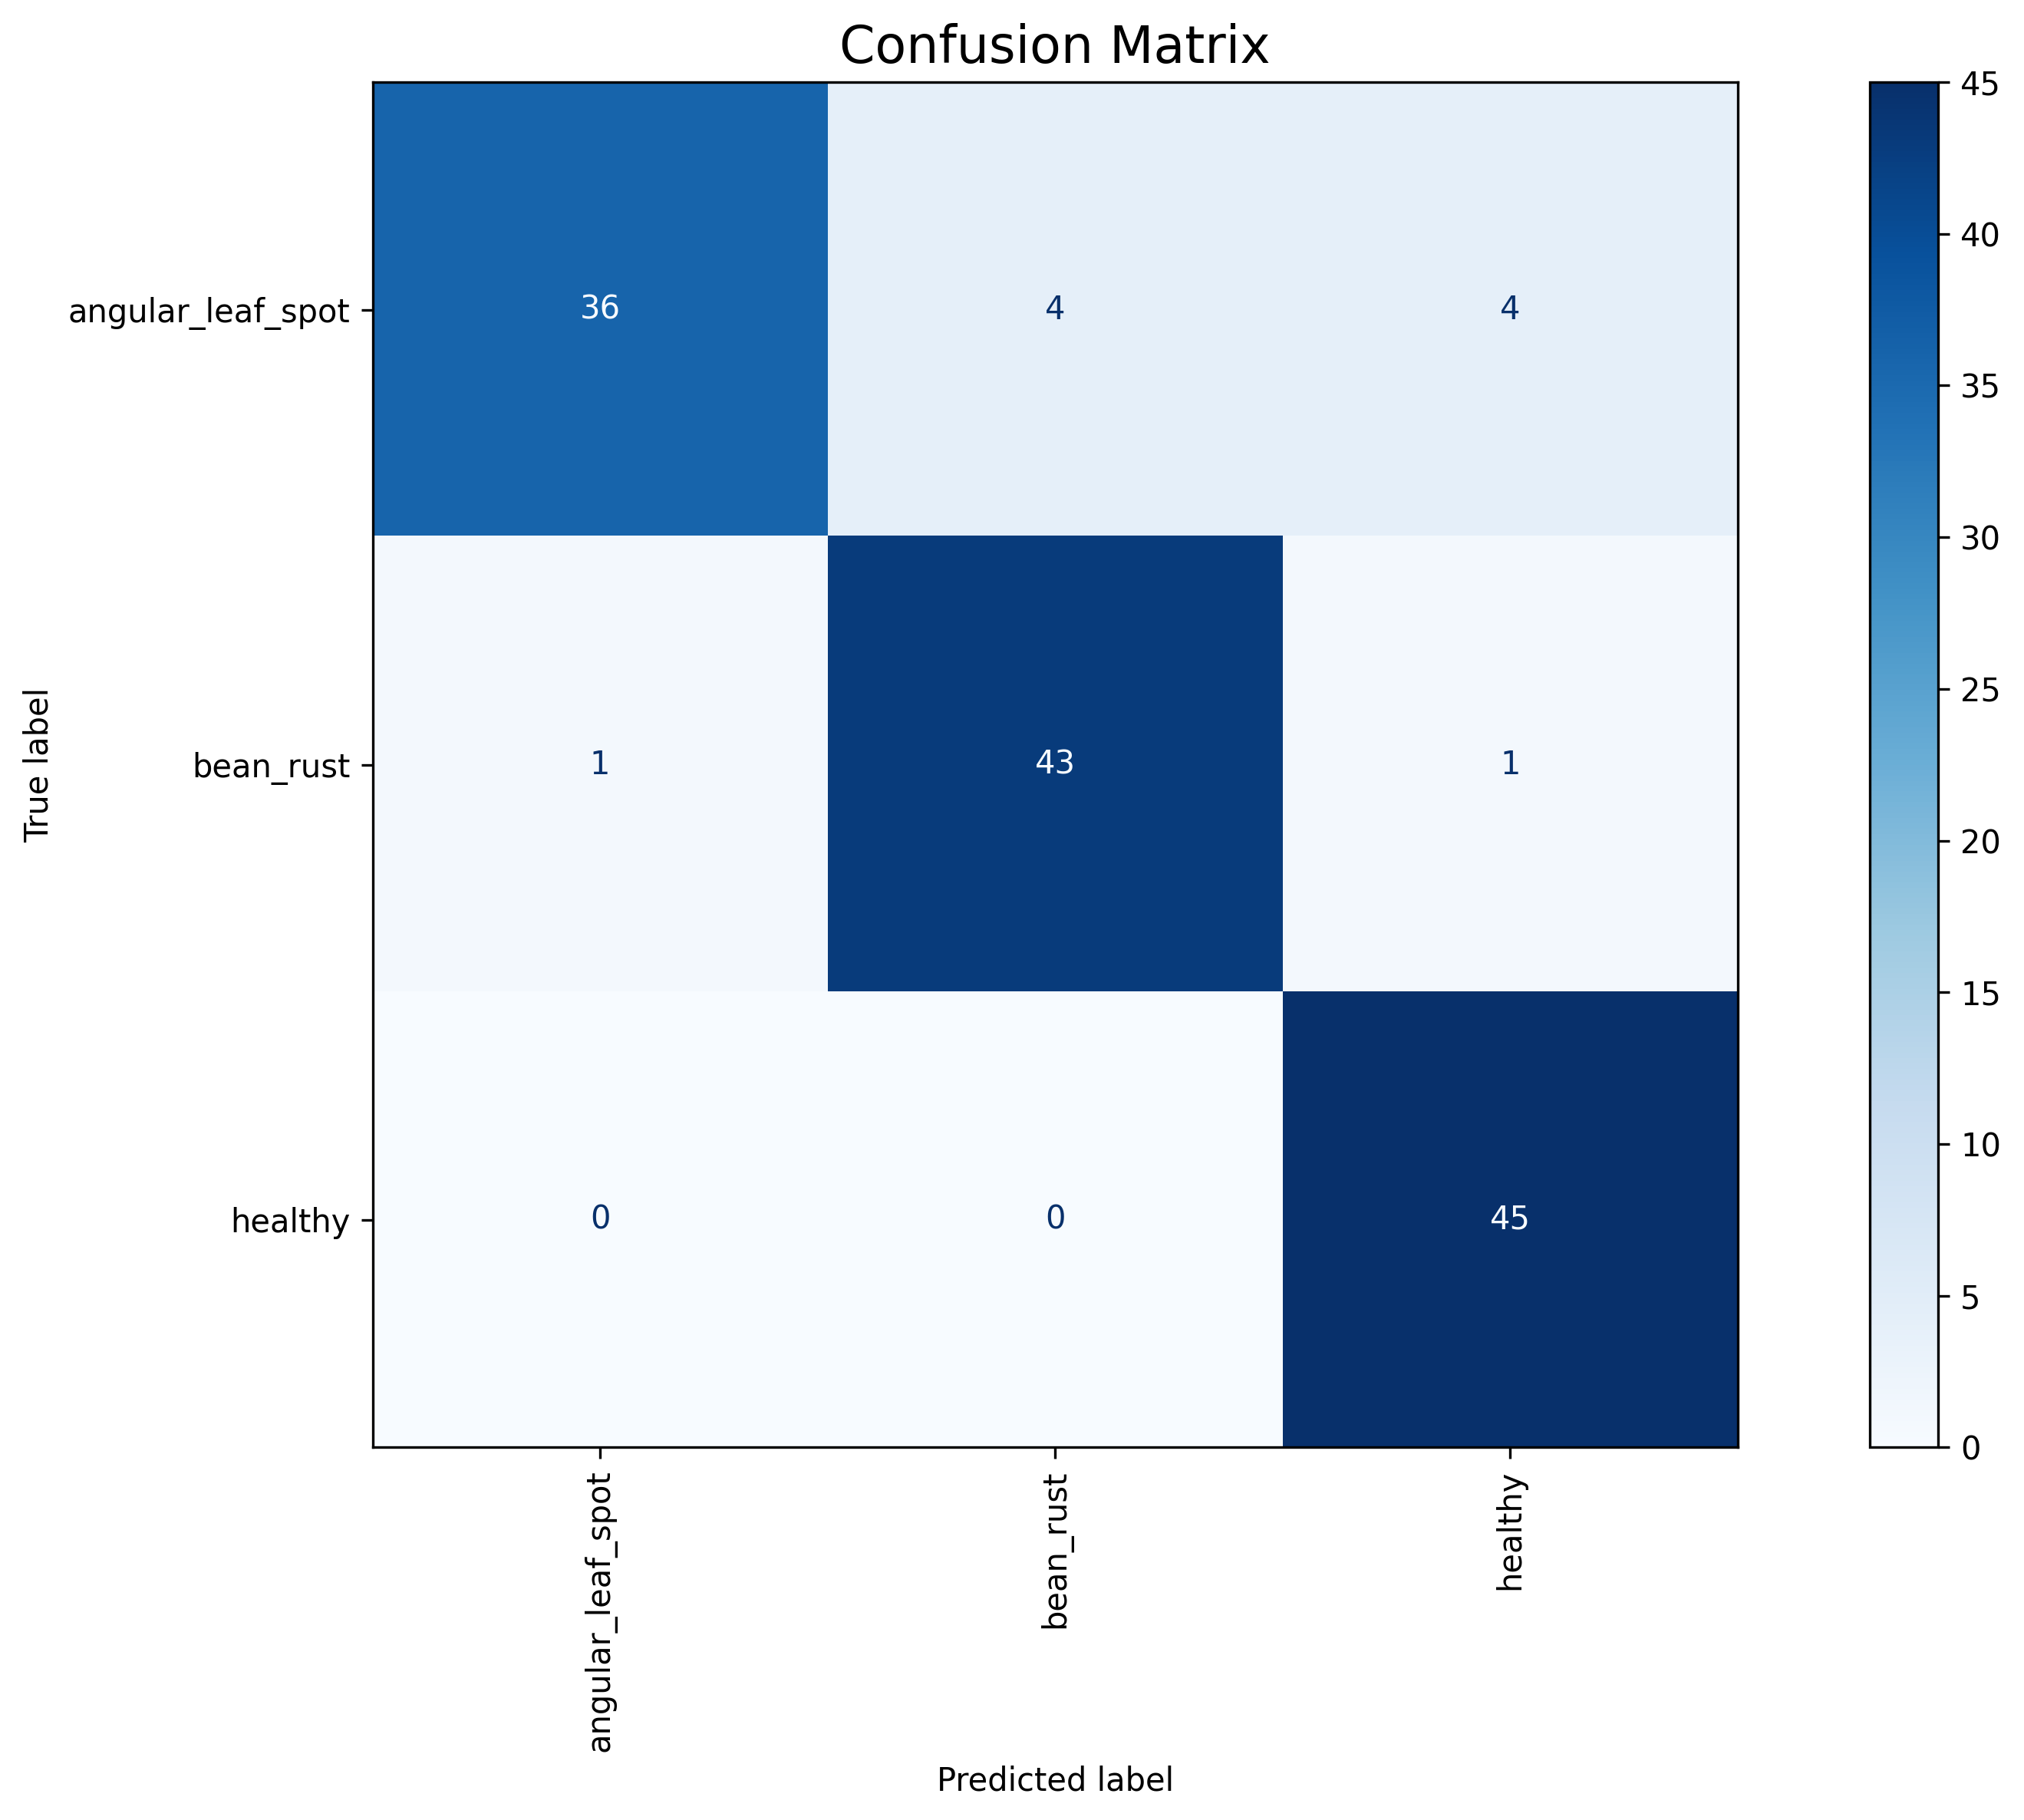 Confusion Matrix
True label
angular_leaf_spot
36 4 4
bean_rust
1 43 1
healthy
0 0 45
angular_leaf_spot
bean_rust
healthy
Predicted label
45
40
35
30
25
20
15
10
5
0